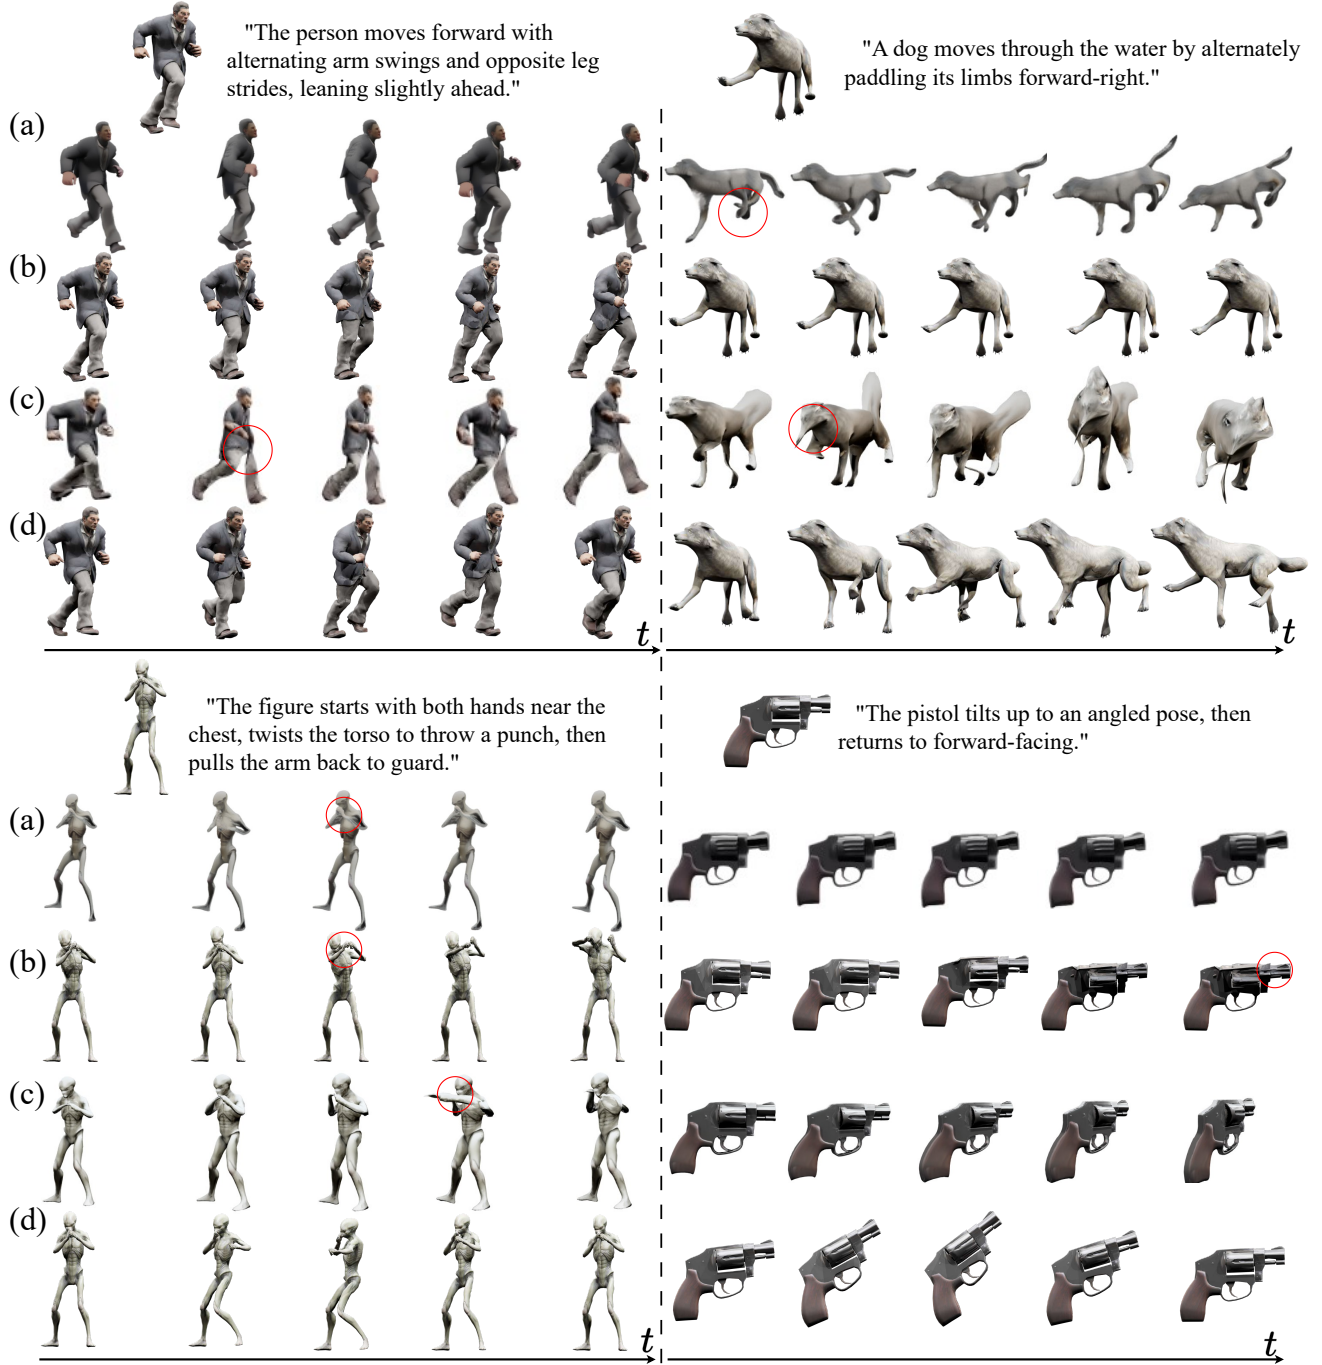 "The person moves forward with
alternating arm swings and opposite leg
strides, leaning slightly ahead."
"A dog moves through the water by alternately
paddling its limbs forward-right."
(a)
(b)
(c)
(d)
t
t
"The figure starts with both hands near the
chest, twists the torso to throw a punch, then
pulls the arm back to guard."
"The pistol tilts up to an angled pose, then
returns to forward-facing."
(a)
(b)
(c)
(d)
t
t